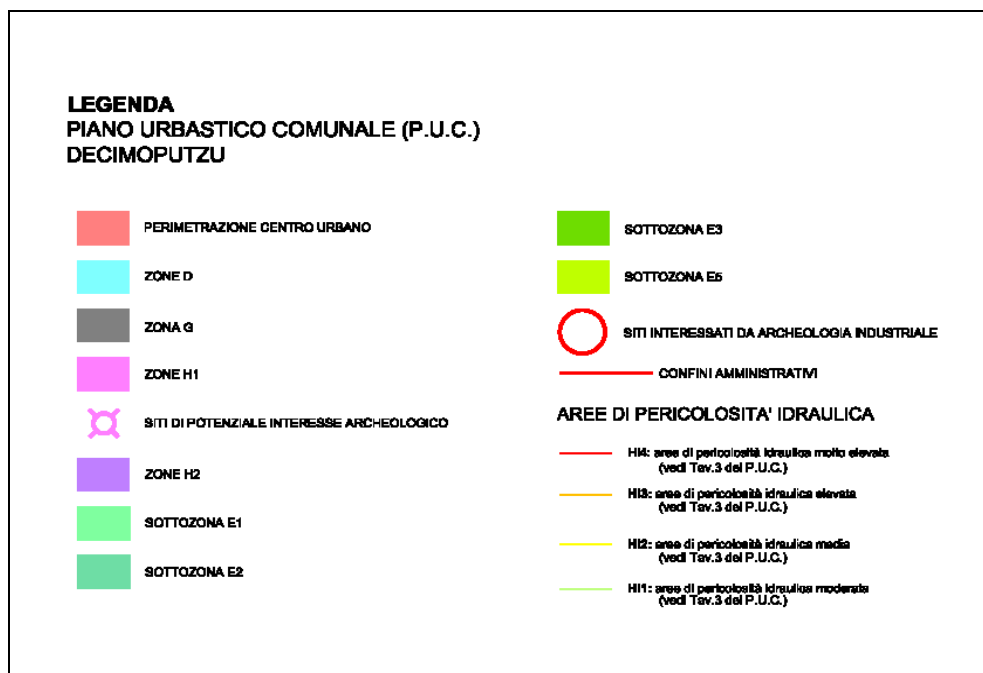 LEGENDA
PIANO URBASTICO COMUNALE (P.U.C.)
DECIMOPUTZU
PERIMETRAZIONE CENTRO URBANO
ZONE D
ZONA G
ZONE H1
SITI DI POTENZIALE INTERESSE ARCHEOLOGICO
ZONE H2
SOTTOZONA E1
SOTTOZONA E2
SOTTOZONA E3
SOTTOZONA E5
SITI INTERESSATI DA ARCHEOLOGIA INDUSTRIALE
CONFINI AMMINISTRATIVI
AREE DI PERICOLOSITA' IDRAULICA
HI4: aree di pericolosità idraulica molto elevata
(vedi Tav.3 del P.U.C.)
HI3: aree di pericolosità idraulica elevata
(vedi Tav.3 del P.U.C.)
HI2: aree di pericolosità idraulica media
(vedi Tav.3 del P.U.C.)
HI1: aree di pericolosità idraulica moderata
(vedi Tav.3 del P.U.C.)